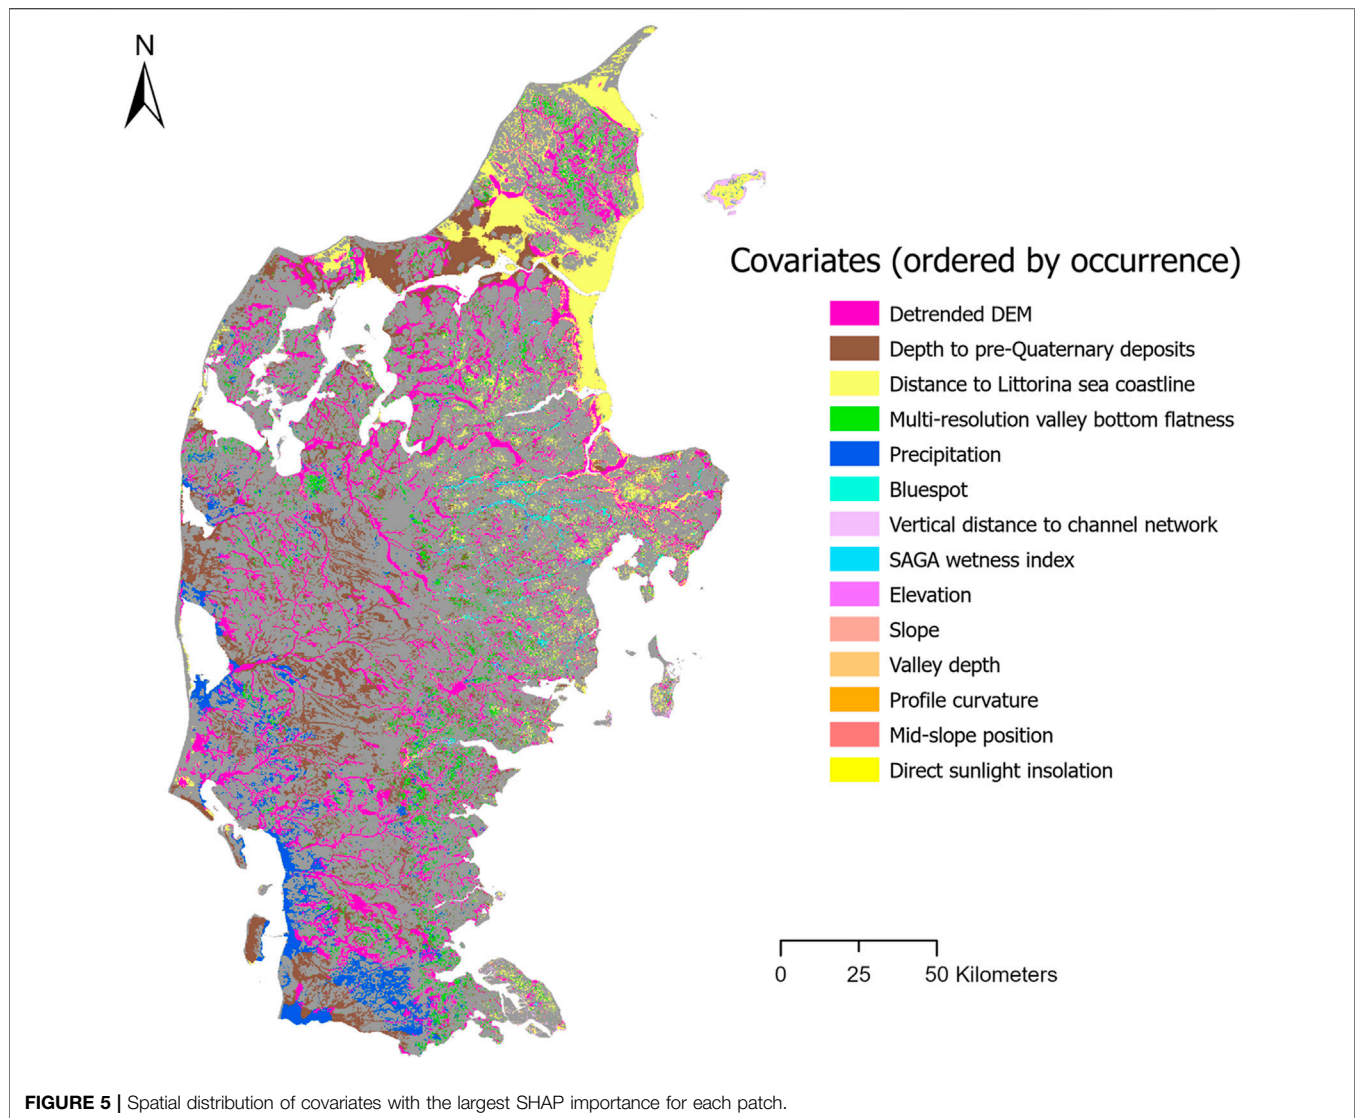 N
Covariates (ordered by occurrence)
Detrended DEM
Depth to pre-Quaternary deposits
Distance to Littorina sea coastline
Multi-resolution valley bottom flatness
Precipitation
Bluespot
Vertical distance to channel network
SAGA wetness index
Elevation
Slope
Valley depth
Profile curvature
Mid-slope position
Direct sunlight insolation
0 25 50 Kilometers
FIGURE 5 | Spatial distribution of covariates with the largest SHAP importance for each patch.